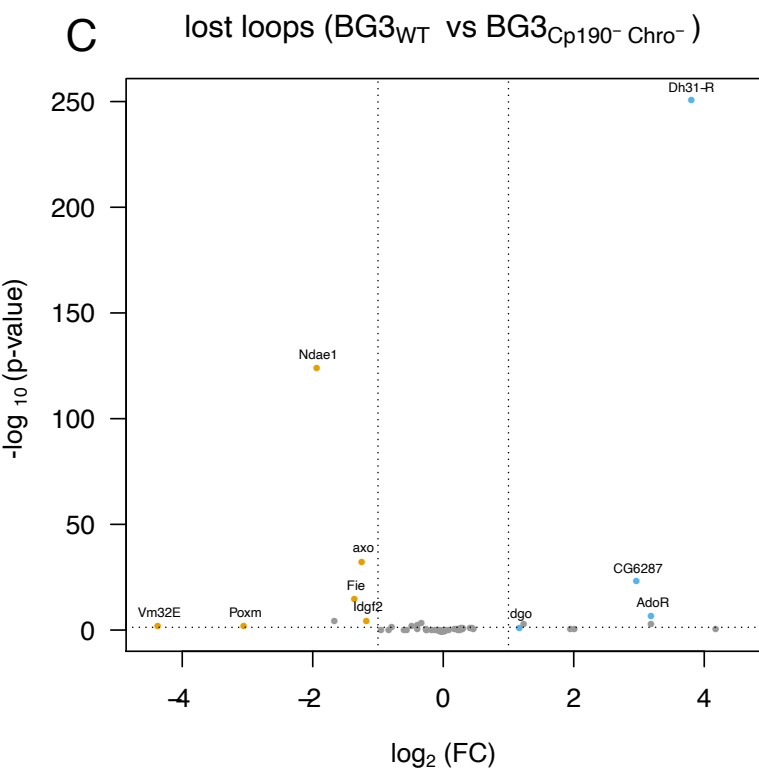 C lost loops (BG3WT vs BG3Cp190− Chro−)
Dh31-R
250
200
150
Ndae1
100
50
axo
CG6287
Fie
Idgf2
AdoR
Vm32E Poxm dgo
0
-log 10 (p-value)
−4 −2 0 2 4
log2 (FC)